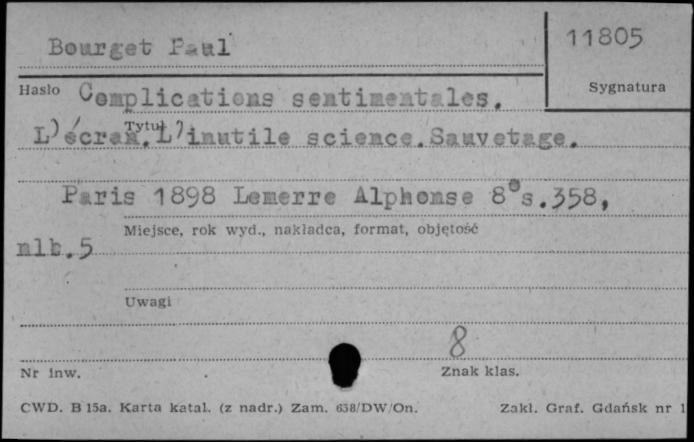 Bourget Paul
11805
Hasło
Sygnatura
Complications sentimentales.
Tytuł
L'écran. L'inutile science. Sauvetage.
Paris 1898 Lemerre Alphonse 8° s.358,
Miejsce, rok wyd., nakładca, format, objętość
nlb.5
Uwagi
8
Nr inw.
Znak klas.
CWD. B 15a. Karta katal. (z nadr.) Zam. 658/DW/On.
Zakł. Graf. Gdańsk nr 1